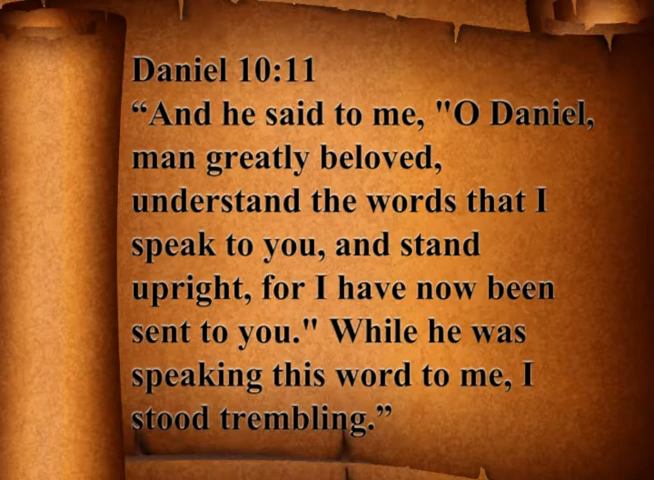 Daniel 10:11
“And he said to me, "O Daniel,
man greatly beloved,
understand the words that I
speak to you, and stand
upright, for I have now been
sent to you." While he was
speaking this word to me, I
stood trembling.”